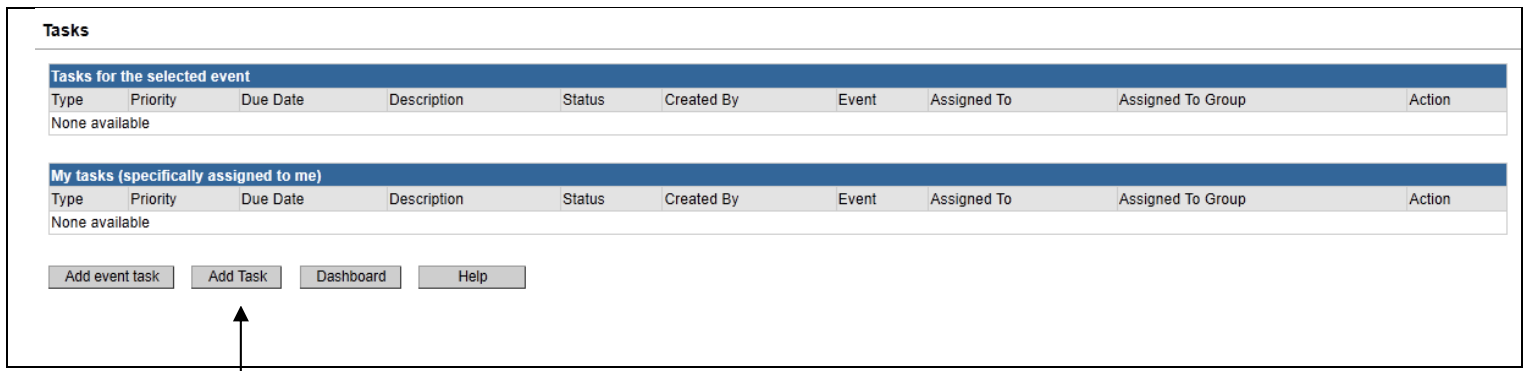 Tasks
Tasks for the selected event
Type Priority Due Date Description Status Created By Event Assigned To Assigned To Group Action
None available
My tasks (specifically assigned to me)
Type Priority Due Date Description Status Created By Event Assigned To Assigned To Group Action
None available
Add event task Add Task Dashboard Help